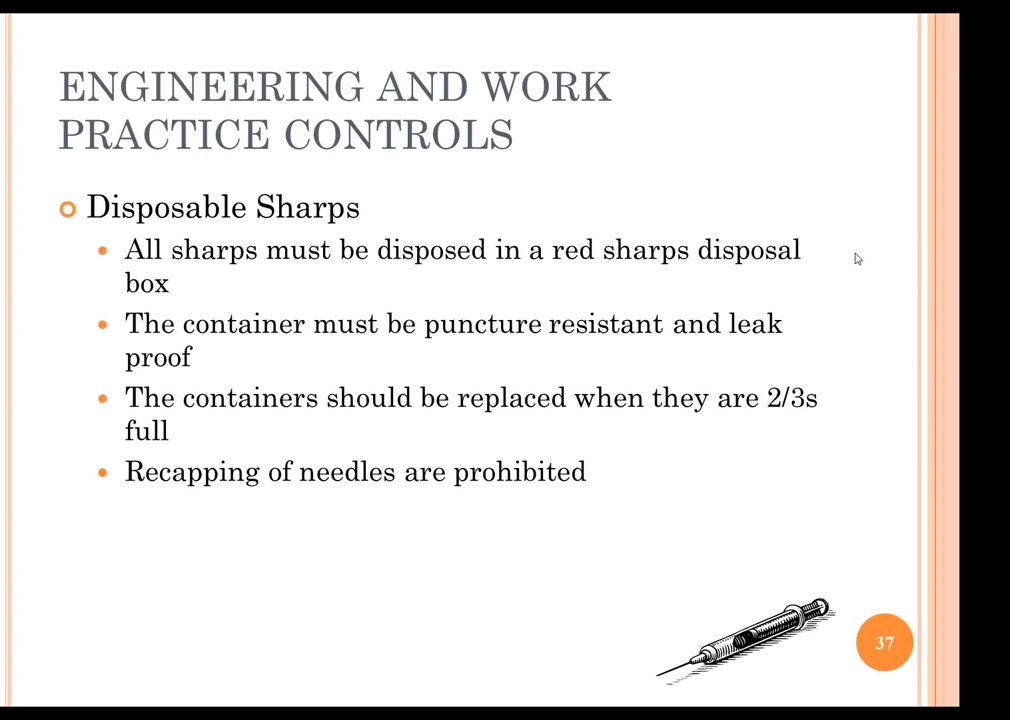 ENGINEERING AND WORK
PRACTICE CONTROLS
Disposable Sharps
All sharps must be disposed in a red sharps disposal
box
The container must be puncture resistant and leak
proof
The containers should be replaced when they are 2/3s
full
Recapping of needles are prohibited
37